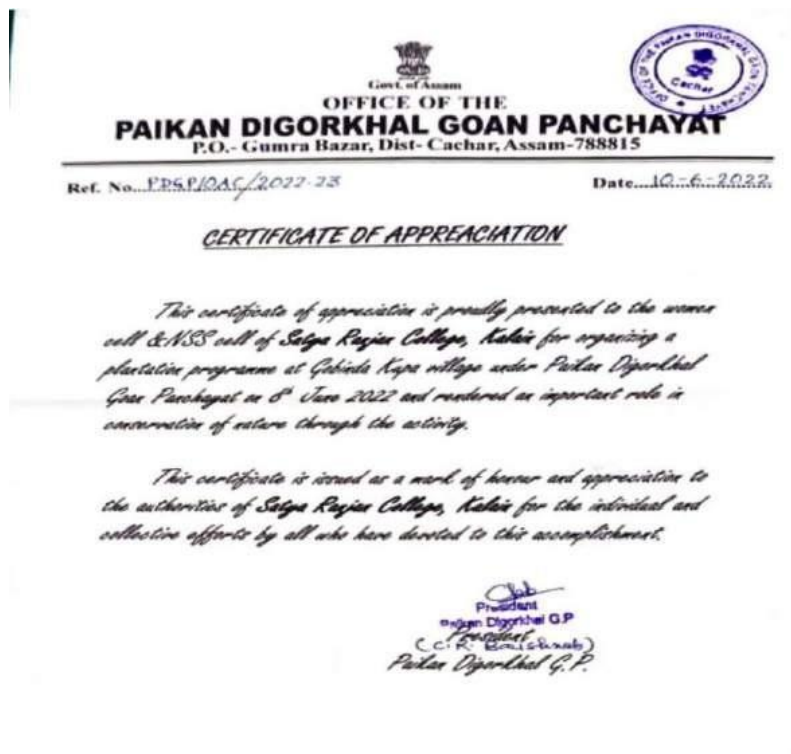 Govt. of Assam
OFFICE OF THE
PAIKAN DIGORKHAL GOAN PANCHAYAT
P.O.- Gumra Bazar, Dist- Cachar, Assam-788815
Cachar
Ref. No. PDGP/OAC/2022-23
Date 10-6-2022
CERTIFICATE OF APPREACIATION
This certificate of appreciation is proudly presented to the women
cell & NSS cell of Satya Ranjan College, Kalain for organizing a
plantation programme at Gobinda Kupa village under Paikan Digorkhal
Goan Panchayat on 6th June 2022 and rendered an important role in
conservation of nature through the activity.
This certificate is issued as a mark of honour and appreciation to
the authorities of Satya Ranjan College, Kalain for the individual and
collective efforts by all who have devoted to this accomplishment.
President
Paikan Digorkhal G.P
President
(C.R. Baishnab)
Paikan Digorkhal G.P.